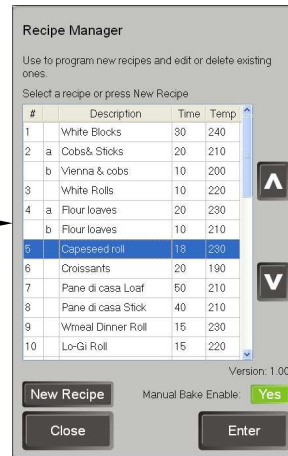 Recipe Manager
Use to program new recipes and edit or delete existing
ones.
Select a recipe or press New Recipe
# Description Time Temp
1 White Blocks 30 240
2 a Cobs& Sticks 20 210
b Vienna & cobs 10 200
3 White Rolls 10 220
4 a Flour loaves 20 230
b Flour loaves 10 210
5 Capeseed roll 18 230
6 Croissants 20 190
7 Pane di casa Loaf 50 210
8 Pane di casa Stick 40 210
9 Wmeal Dinner Roll 15 230
10 Lo-Gi Roll 15 220
Version: 1.00
New Recipe Manual Bake Enable: Yes
Close Enter